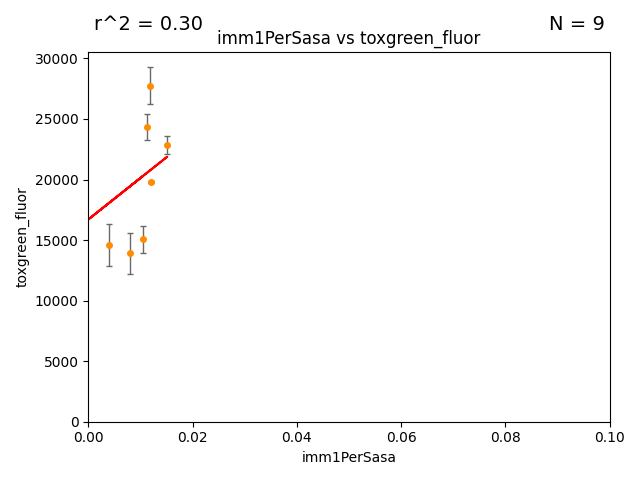 r^2 = 0.30
N = 9
imm1PerSasa vs toxgreen_fluor
30000
25000
20000
15000
10000
5000
0
toxgreen_fluor
0.00 0.02 0.04 0.06 0.08 0.10
imm1PerSasa